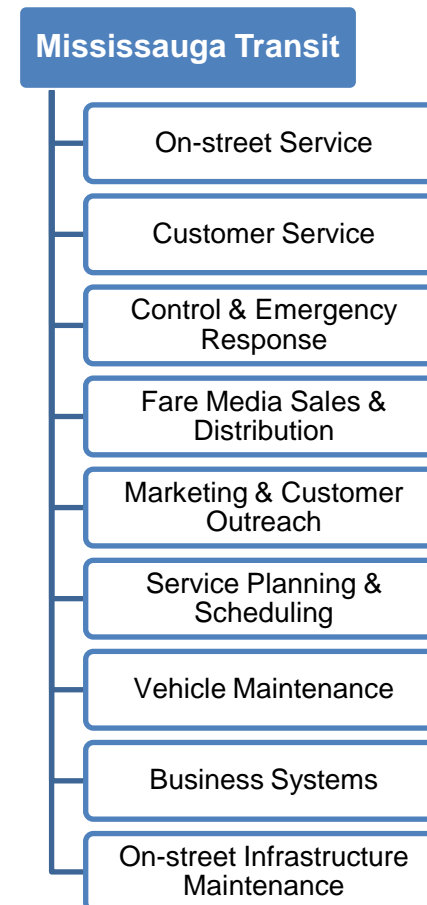 Mississauga Transit
On-street Service
Customer Service
Control & Emergency
Response
Fare Media Sales &
Distribution
Marketing & Customer
Outreach
Service Planning &
Scheduling
Vehicle Maintenance
Business Systems
On-street Infrastructure
Maintenance